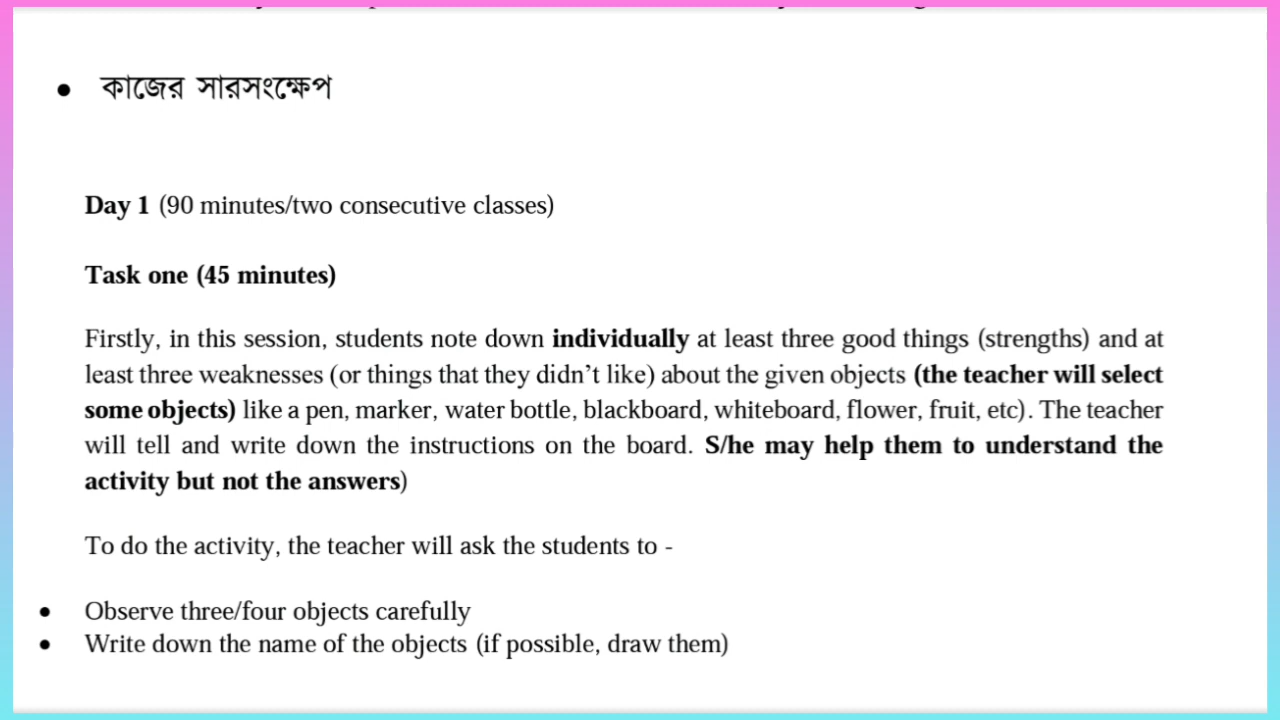 • কাজের সারসংক্ষেপ
Day 1 (90 minutes/two consecutive classes)
Task one (45 minutes)
Firstly, in this session, students note down individually at least three good things (strengths) and at
least three weaknesses (or things that they didn’t like) about the given objects (the teacher will select
some objects) like a pen, marker, water bottle, blackboard, whiteboard, flower, fruit, etc). The teacher
will tell and write down the instructions on the board. S/he may help them to understand the
activity but not the answers)
To do the activity, the teacher will ask the students to -
• Observe three/four objects carefully
• Write down the name of the objects (if possible, draw them)